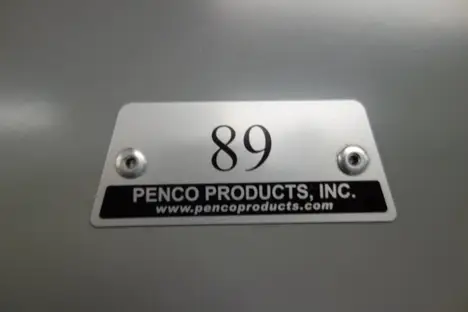 89
PENCO PRODUCTS, INC.
www.pencoproducts.com